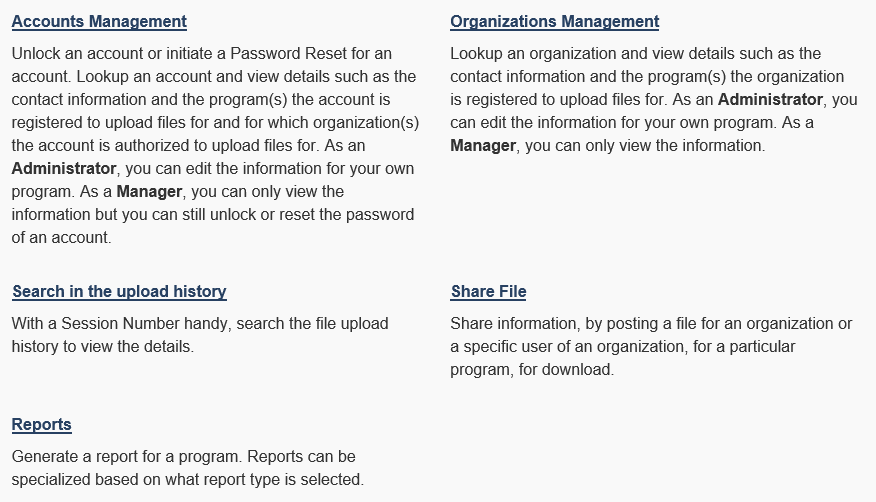 Accounts Management
Unlock an account or initiate a Password Reset for an
account. Lookup an account and view details such as the
contact information and the program(s) the account is
registered to upload files for and for which organization(s)
the account is authorized to upload files for. As an
Administrator, you can edit the information for your own
program. As a Manager, you can only view the
information but you can still unlock or reset the password
of an account.
Organizations Management
Lookup an organization and view details such as the
contact information and the program(s) the organization
is registered to upload files for. As an Administrator, you
can edit the information for your own program. As a
Manager, you can only view the information.
Search in the upload history
With a Session Number handy, search the file upload
history to view the details.
Share File
Share information, by posting a file for an organization or
a specific user of an organization, for a particular
program, for download.
Reports
Generate a report for a program. Reports can be
specialized based on what report type is selected.